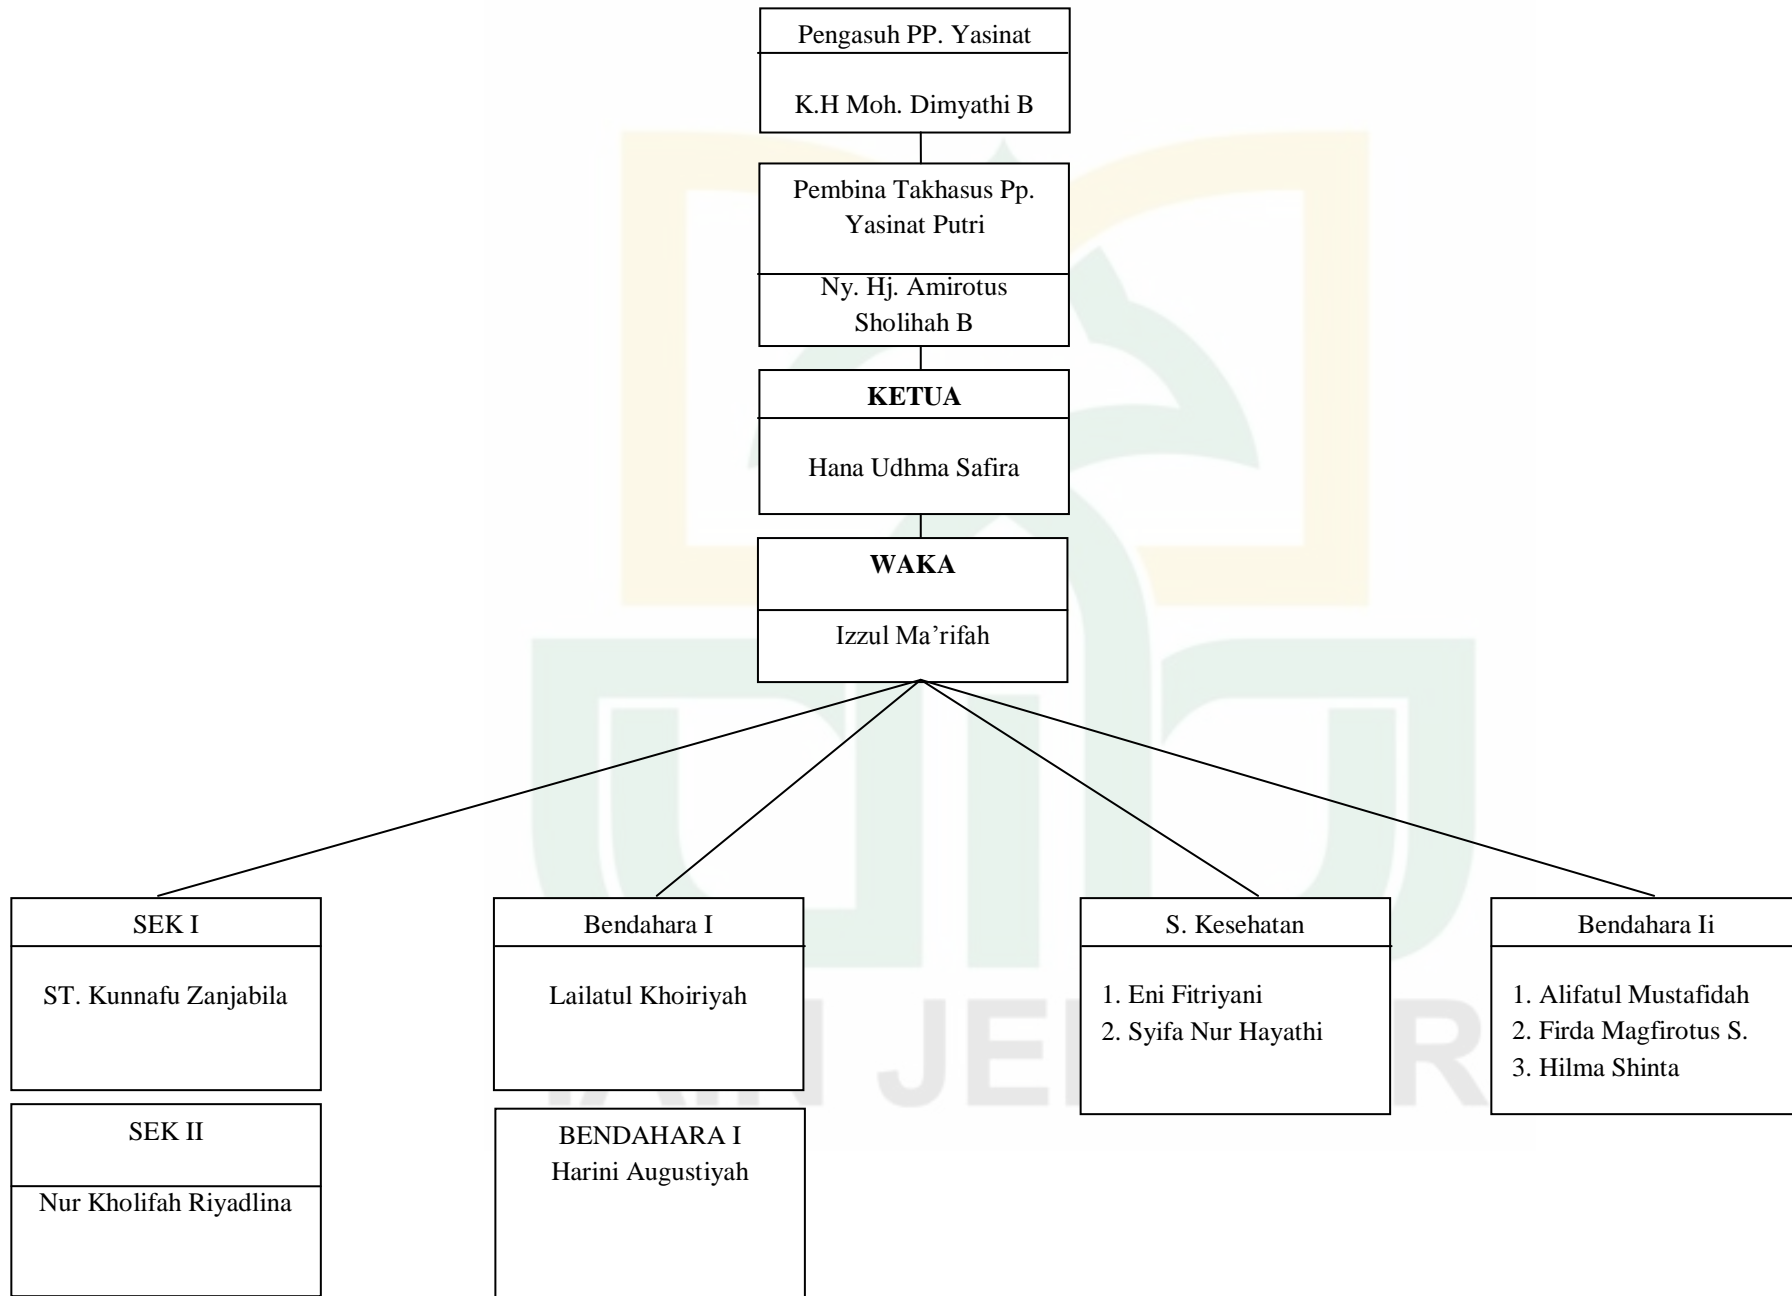 Pengasuh PP. Yasinat
K.H Moh. Dimyathi B
Pembina Takhasus Pp.
Yasinat Putri
Ny. Hj. Amirotus
Sholihah B
KETUA
Hana Udhma Safira
WAKA
Izzul Ma’rifah
SEK I
ST. Kunnafu Zanjabila
SEK II
Nur Kholifah Riyadlina
Bendahara I
Lailatul Khoiriyah
BENDAHARA I
Harini Augustiyah
S. Kesehatan
1. Eni Fitriyani
2. Syifa Nur Hayathi
Bendahara Ii
1. Alifatul Mustafidah
2. Firda Magfirotus S.
3. Hilma Shinta